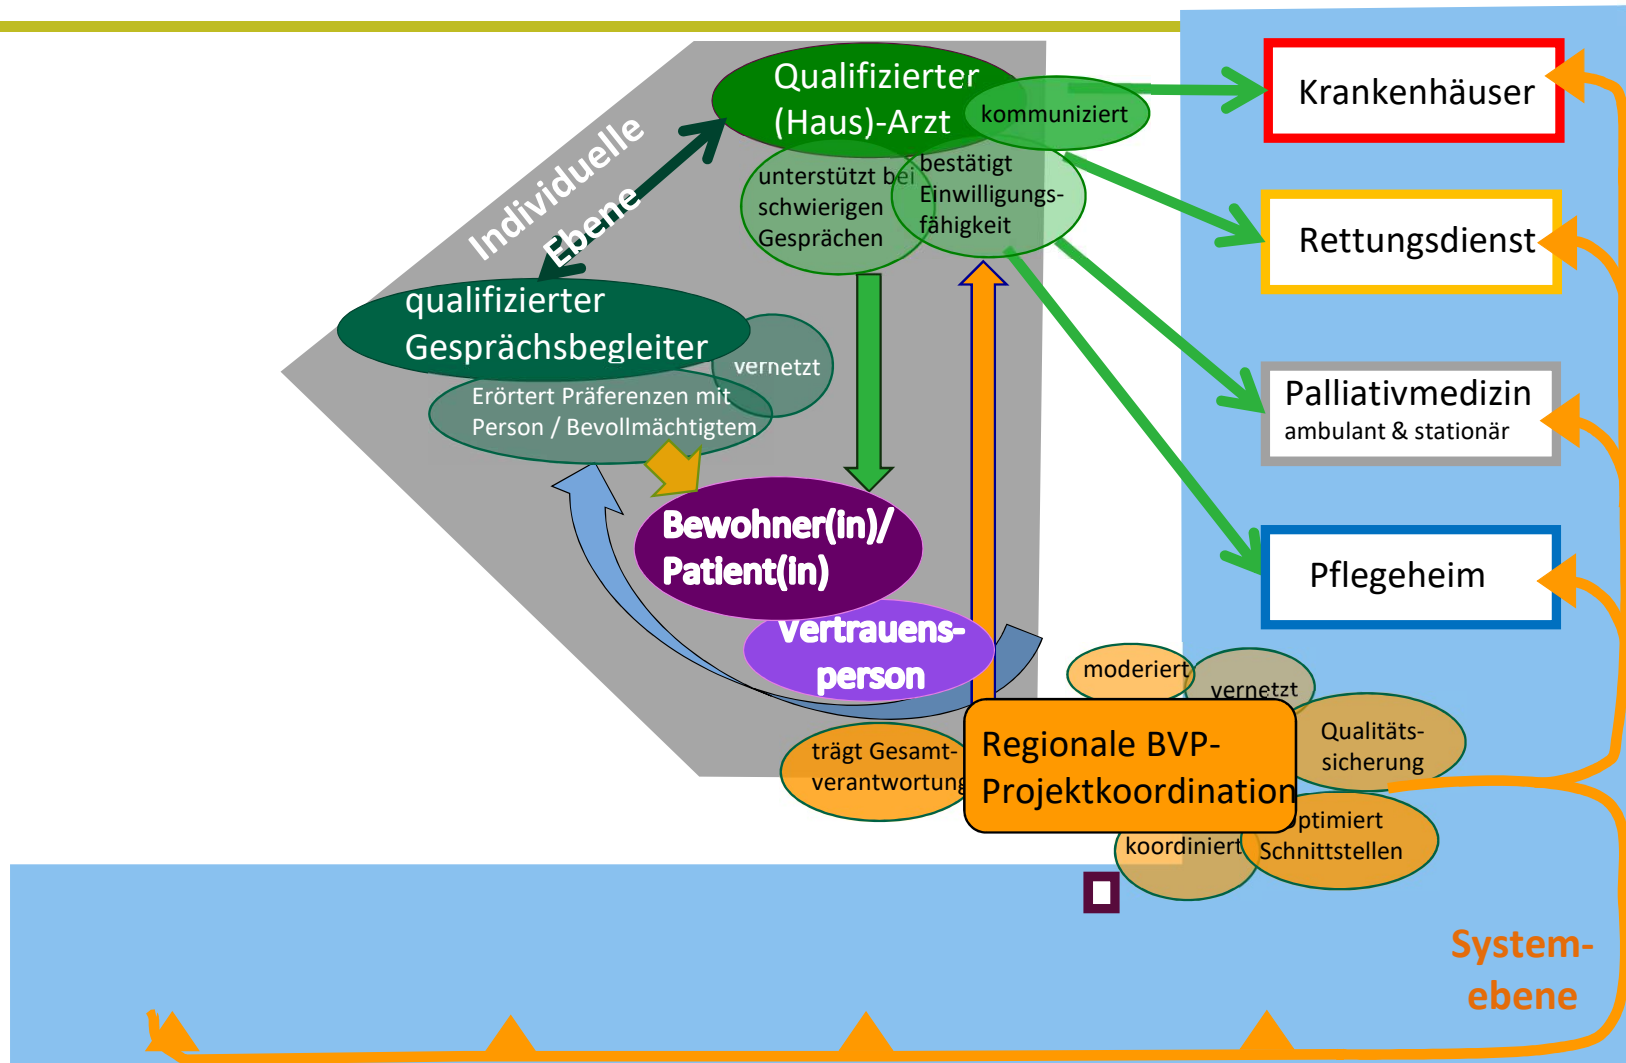 Individuelle
Ebene
Qualifizierter
(Haus)-Arzt
kommuniziert
unterstützt bei
schwierigen
Gesprächen
bestätigt
Einwilligungs-
fähigkeit
qualifizierter
Gesprächsbegleiter
vernetzt
Erörtert Präferenzen mit
Person / Bevollmächtigtem
Bewohner(in)/
Patient(in)
Vertrauens-
person
Krankenhäuser
Rettungsdienst
Palliativmedizin
ambulant & stationär
Pflegeheim
moderiert
vernetzt
Qualitäts-
sicherung
trägt Gesamt-
verantwortung
Regionale BVP-
Projektkoordination
koordiniert
optimiert
Schnittstellen
System-
ebene